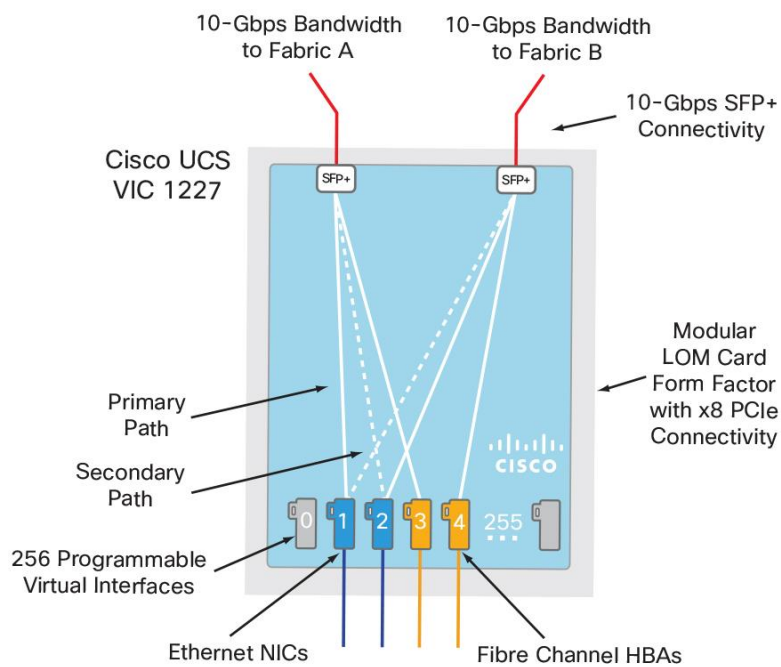 10-Gbps Bandwidth
to Fabric A
10-Gbps Bandwidth
to Fabric B
10-Gbps SFP+
Connectivity
Cisco UCS
VIC 1227
SFP+
SFP+
Modular
LOM Card
Form Factor
with x8 PCIe
Connectivity
Primary
Path
CISCO
Secondary
Path
0
1
2
3
4
255
256 Programmable
Virtual Interfaces
Ethernet NICs
Fibre Channel HBAs